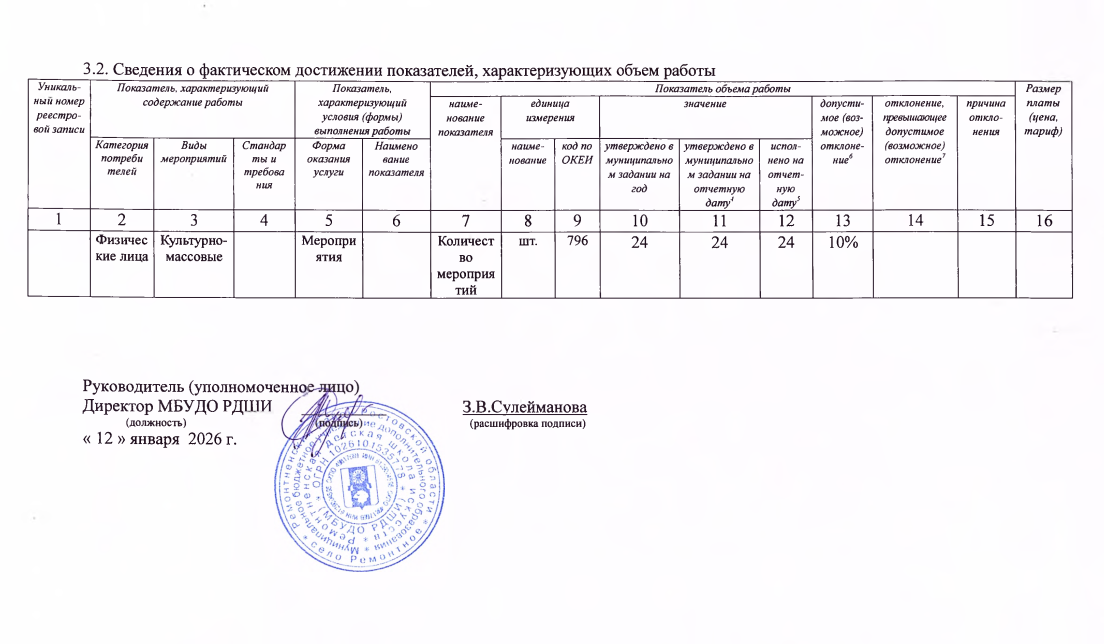 3.2. Сведения о фактическом достижении показателей, характеризующих объем работы
Уникаль-
ный номер
реестро-
вой записи
Показатель, характеризующий
содержание работы
Показатель,
характеризующий
условия (формы)
выполнения работы
Показатель объема работы
Размер
платы
(цена,
тариф)
наиме-
нование
показателя
единица
измерения
значение
допусти-
мое (воз-
можное)
отклоне-
ние⁶
отклонение,
превышающее
допустимое
(возможное)
отклонение⁷
причина
откло-
нения
Категория
потреби
телей
Виды
мероприятий
Стандар
ты и
требова
ния
Форма
оказания
услуги
Наимено
вание
показателя
наиме-
нование
код по
ОКЕИ
утверждено в
муниципально
м задании на
год
утверждено в
муниципально
м задании на
отчетную
дату⁴
испол-
нено на
отчет-
ную
дату⁵
1 2 3 4 5 6 7 8 9 10 11 12 13 14 15 16
Физичес
кие лица
Культурно-
массовые
Меропри
ятия
Количест
во
мероприя
тий
шт.
796
24
24
24
10%
Руководитель (уполномоченное лицо)
Директор МБУДО РДШИ З.В.Сулейманова
(должность) (подпись) (расшифровка подписи)
« 12 » января 2026 г.
(МБУДО РДШИ)
село Ремонтное